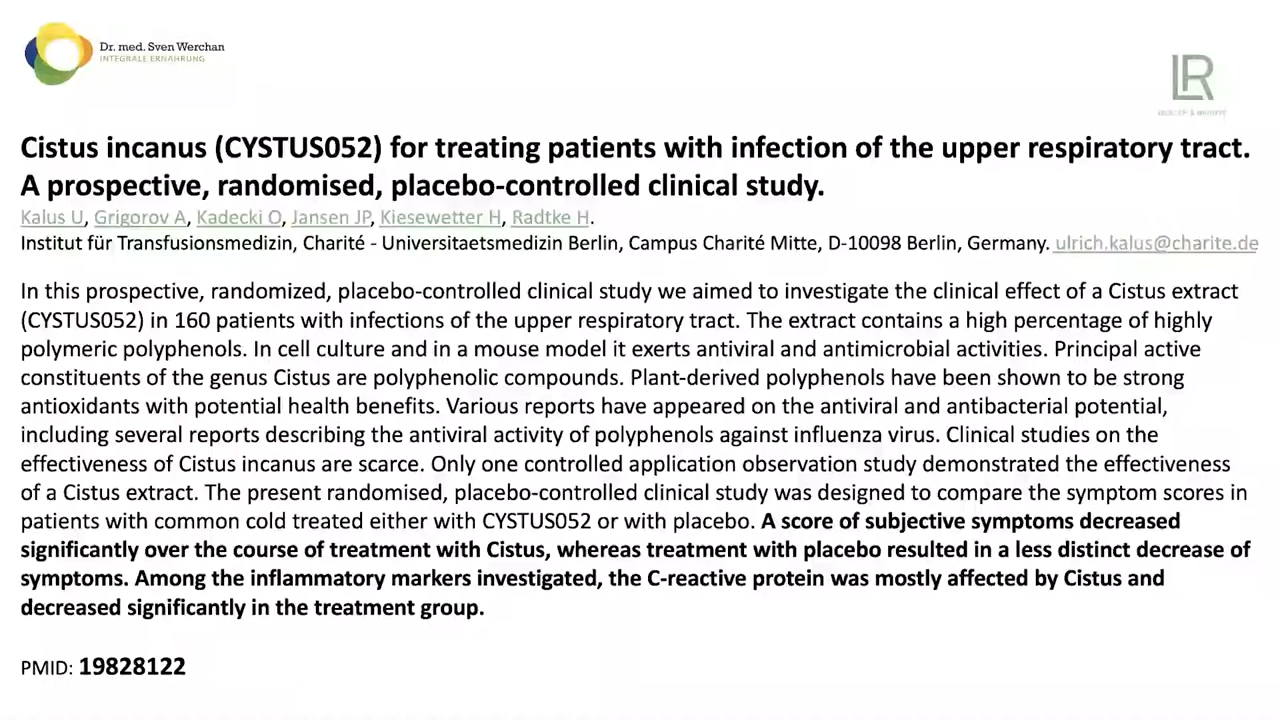 Dr. med. Sven Werchan
INTEGRALE ERNÄHRUNG
LR
Cistus incanus (CYSTUS052) for treating patients with infection of the upper respiratory tract.
A prospective, randomised, placebo-controlled clinical study.
Kalus U, Grigorov A, Kadecki O, Jansen JP, Kiesewetter H, Radtke H.
Institut für Transfusionsmedizin, Charité - Universitaetsmedizin Berlin, Campus Charité Mitte, D-10098 Berlin, Germany. ulrich.kalus@charite.de
In this prospective, randomized, placebo-controlled clinical study we aimed to investigate the clinical effect of a Cistus extract
(CYSTUS052) in 160 patients with infections of the upper respiratory tract. The extract contains a high percentage of highly
polymeric polyphenols. In cell culture and in a mouse model it exerts antiviral and antimicrobial activities. Principal active
constituents of the genus Cistus are polyphenolic compounds. Plant-derived polyphenols have been shown to be strong
antioxidants with potential health benefits. Various reports have appeared on the antiviral and antibacterial potential,
including several reports describing the antiviral activity of polyphenols against influenza virus. Clinical studies on the
effectiveness of Cistus incanus are scarce. Only one controlled application observation study demonstrated the effectiveness
of a Cistus extract. The present randomised, placebo-controlled clinical study was designed to compare the symptom scores in
patients with common cold treated either with CYSTUS052 or with placebo. A score of subjective symptoms decreased
significantly over the course of treatment with Cistus, whereas treatment with placebo resulted in a less distinct decrease of
symptoms. Among the inflammatory markers investigated, the C-reactive protein was mostly affected by Cistus and
decreased significantly in the treatment group.
PMID: 19828122